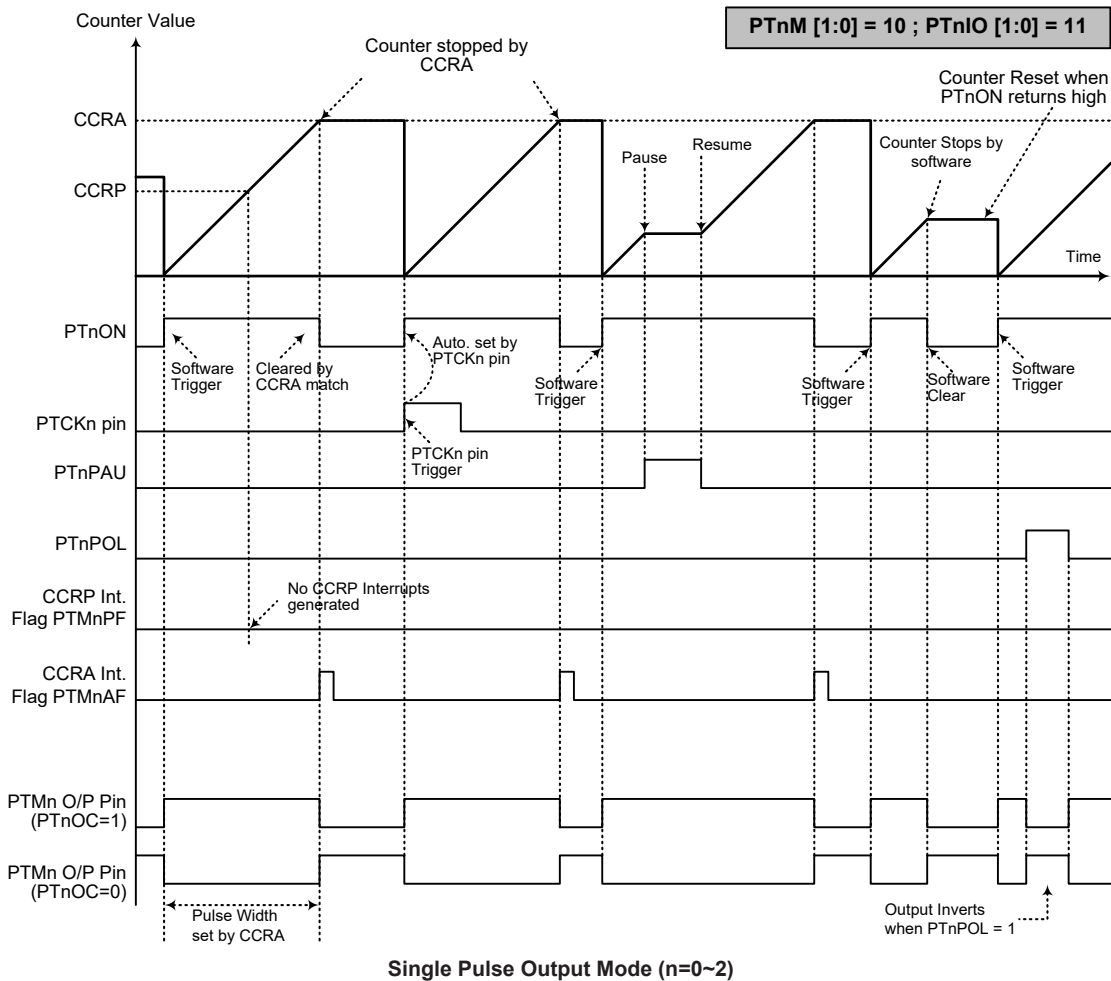 Counter Value
PTnM [1:0] = 10 ; PTnIO [1:0] = 11
Counter stopped by
CCRA
Counter Reset when
PTnON returns high
CCRA
Pause
Resume
Counter Stops by
software
CCRP
Time
PTnON
Software
Trigger
Cleared by
CCRA match
Auto. set by
PTCKn pin
Software
Trigger
Software
Trigger
Software
Clear
Software
Trigger
PTCKn pin
PTCKn pin
Trigger
PTnPAU
PTnPOL
CCRP Int.
Flag PTMnPF
No CCRP Interrupts
generated
CCRA Int.
Flag PTMnAF
PTMn O/P Pin
(PTnOC=1)
PTMn O/P Pin
(PTnOC=0)
Pulse Width
set by CCRA
Output Inverts
when PTnPOL = 1
Single Pulse Output Mode (n=0~2)